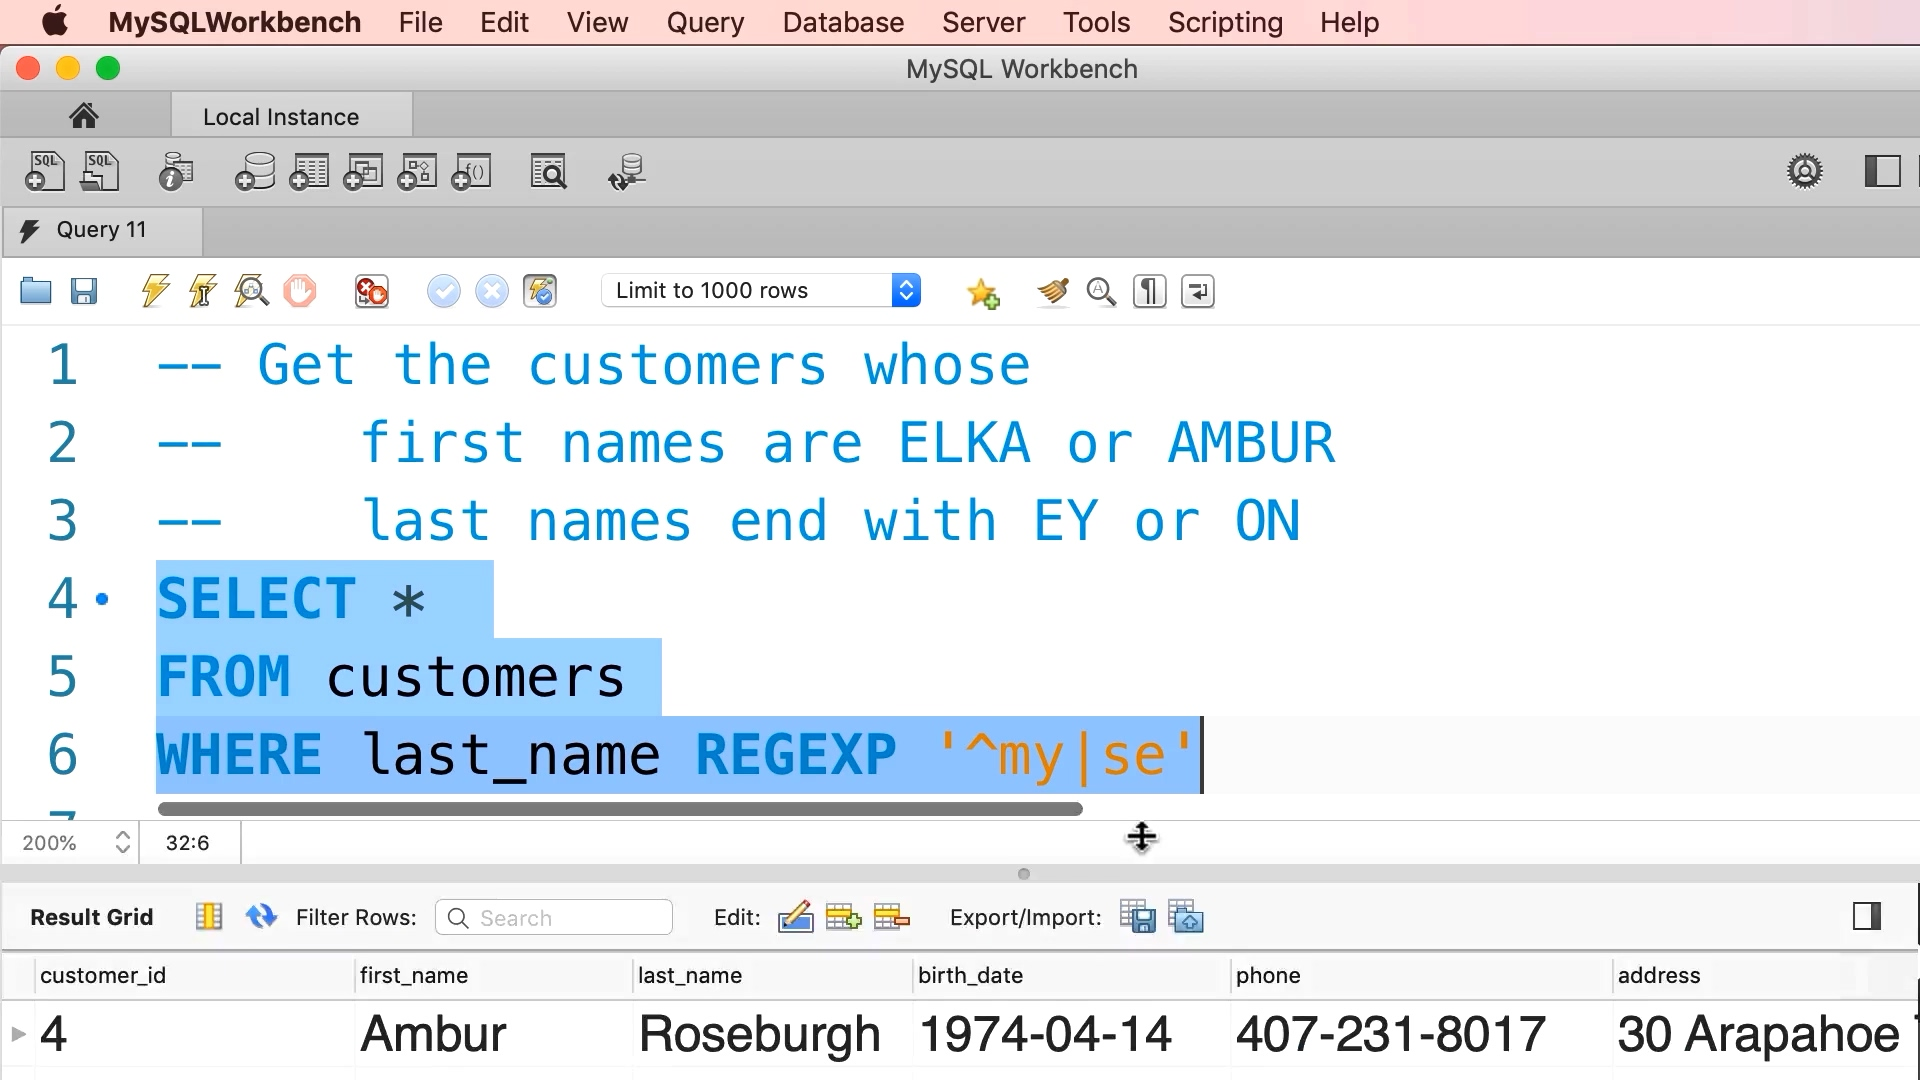 MySQLWorkbench File Edit View Query Database Server Tools Scripting Help
MySQL Workbench
Local Instance
SQL SQL
Query 11
Limit to 1000 rows
1 -- Get the customers whose
2 -- first names are ELKA or AMBUR
3 -- last names end with EY or ON
4 SELECT *
5 FROM customers
6 WHERE last_name REGEXP '^my|se'
200% 32:6
Result Grid Filter Rows: Search Edit: Export/Import:
customer_id first_name last_name birth_date phone address
4 Ambur Roseburgh 1974-04-14 407-231-8017 30 Arapahoe